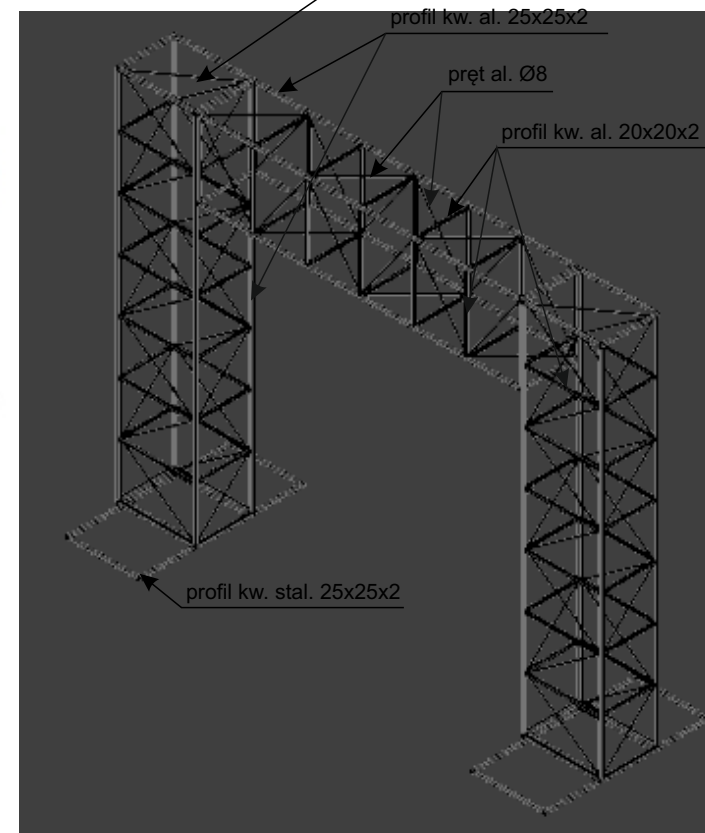 profil kw. al. 25x25x2
pręt al. Ø8
profil kw. al. 20x20x2
profil kw. stal. 25x25x2